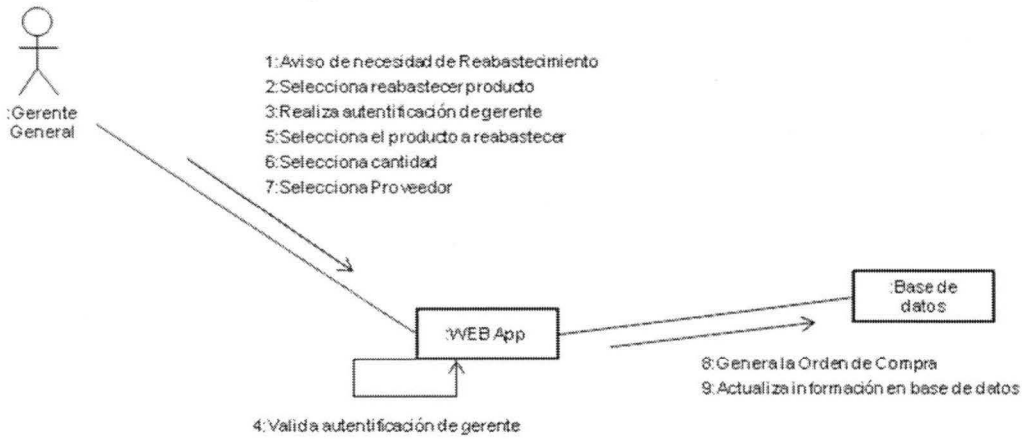 1:Aviso de necesidad de Reabastecimiento
2:Selecciona reabastecer producto
3:Realiza autentificación de gerente
5:Selecciona el producto a reabastecer
6:Selecciona cantidad
7:Selecciona Proveedor
:Gerente
General
:Base de
datos
:WEB App
8:Genera la Orden de Compra
9:Actualiza información en base de datos
4:Valida autentificación de gerente